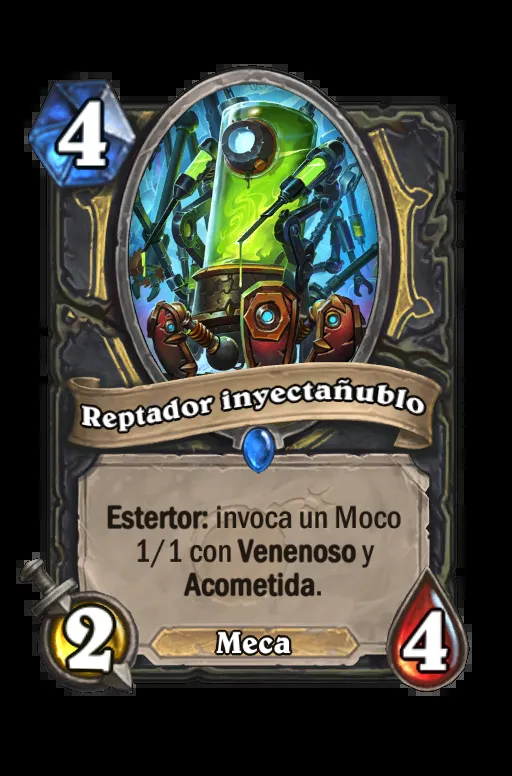 4
Reptador inyectañublo
Estertor: invoca un Moco
1/1 con Venenoso y
Acometida.
2
Meca
4